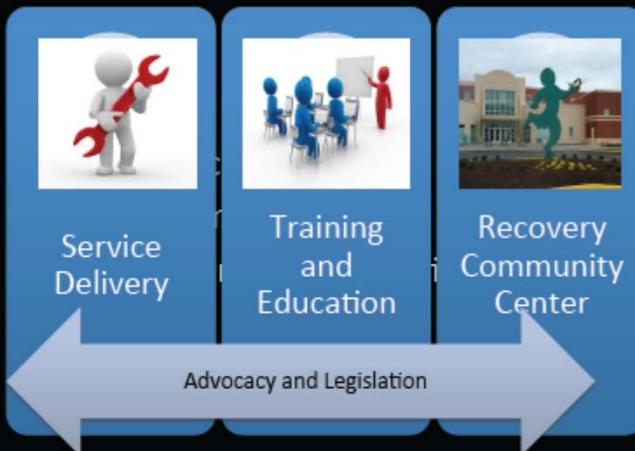 Service
Delivery
Training
and
Education
Recovery
Community
Center
Advocacy and Legislation